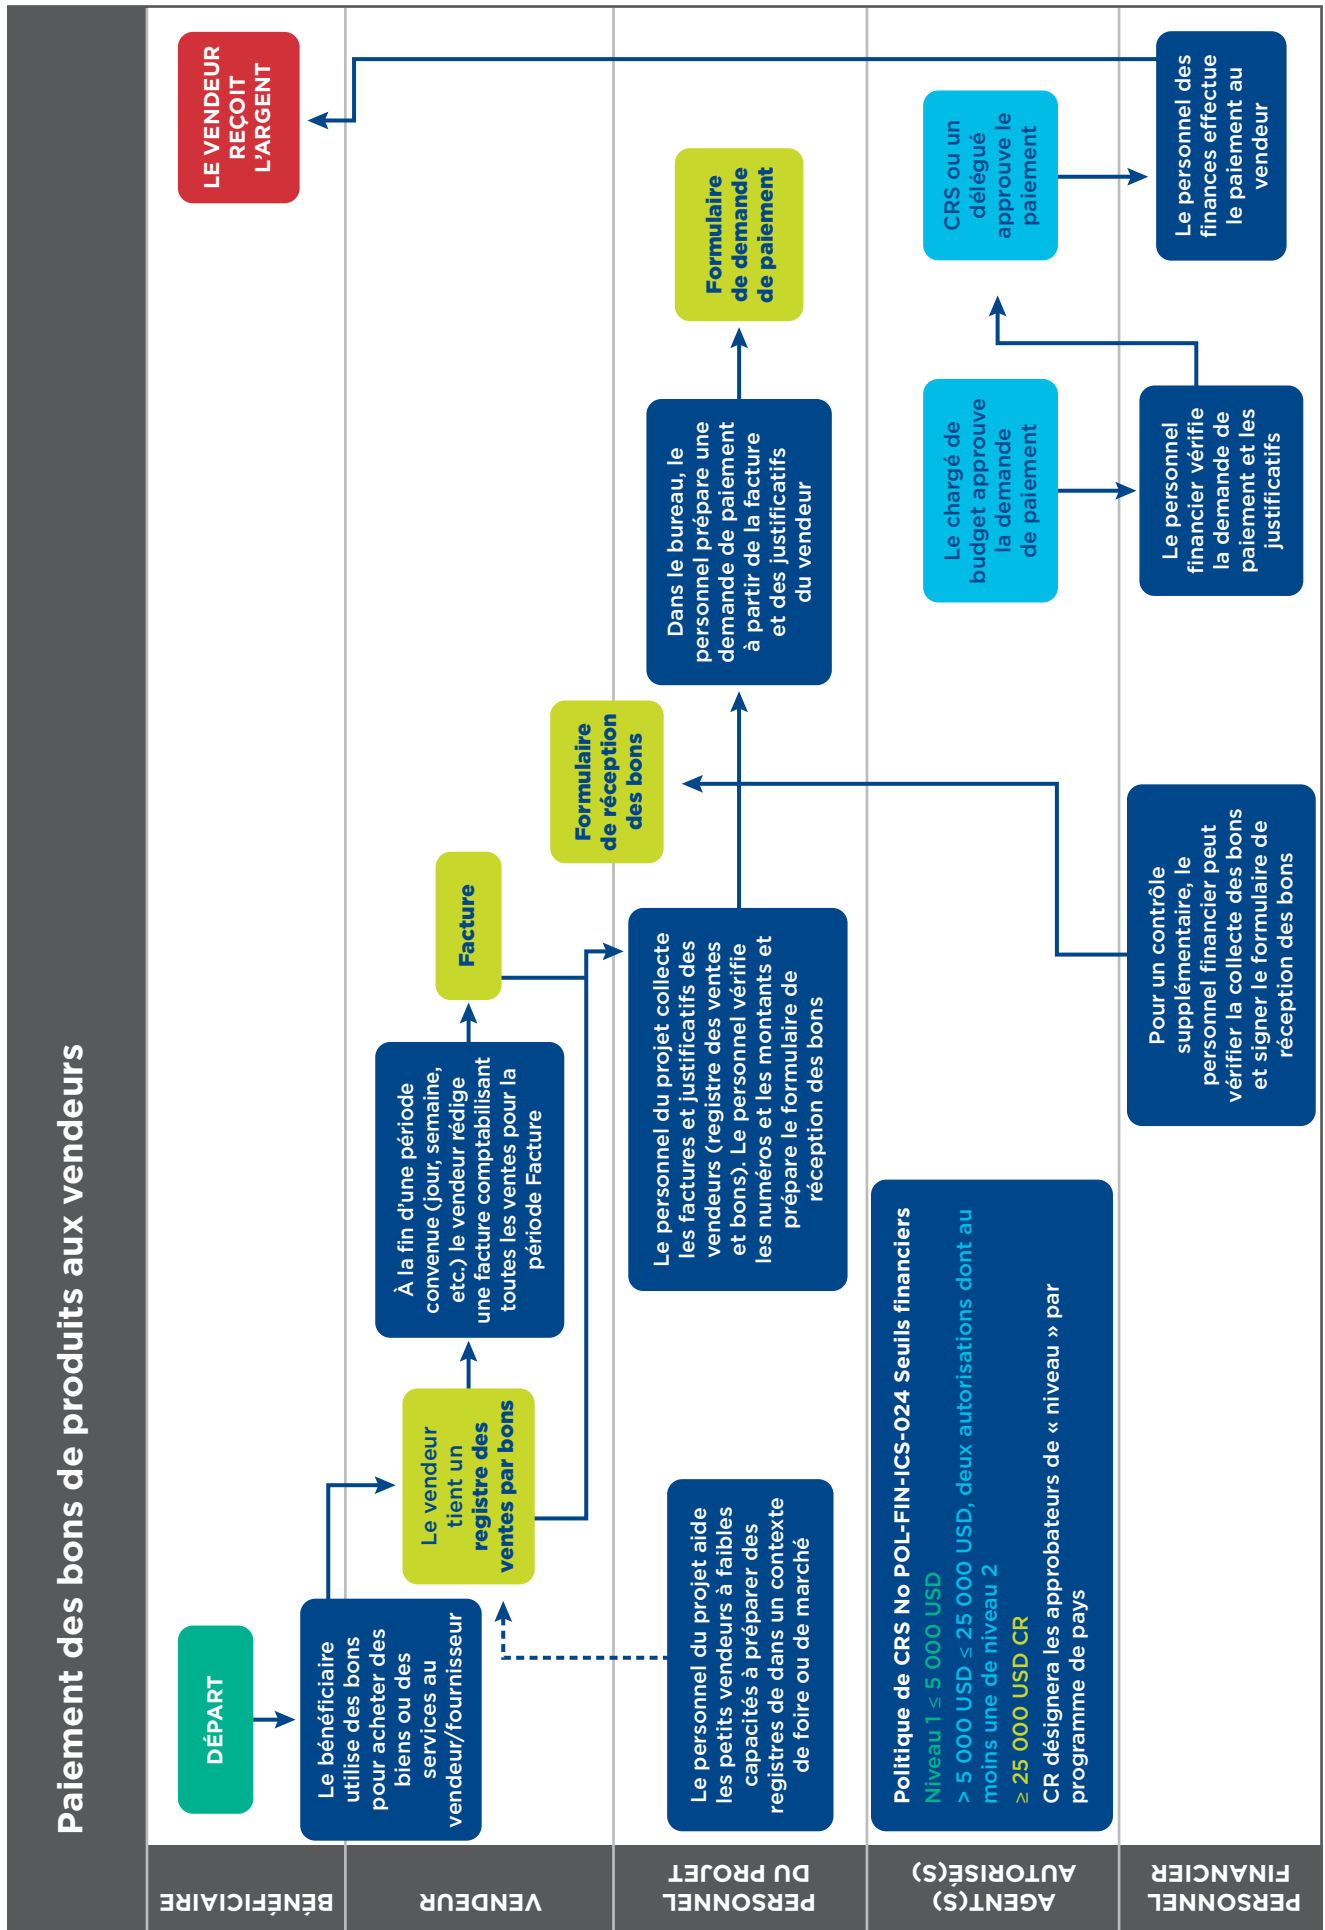 Paiement des bons de produits aux vendeurs
BÉNÉFICIAIRE
DÉPART
Le bénéficiaire
utilise des bons
pour acheter des
biens ou des
services au
vendeur/fournisseur
LE VENDEUR
REÇOIT
L'ARGENT
VENDEUR
Le vendeur
tient un
registre des
ventes par bons
À la fin d'une période
convenue (jour, semaine,
etc.) le vendeur rédige
une facture comptabilisant
toutes les ventes pour la
période Facture
Facture
Formulaire
de réception
des bons
PERSONNEL
DU PROJET
Le personnel du projet aide
les petits vendeurs à faibles
capacités à préparer des
registres de dans un contexte
de foire ou de marché
Le personnel du projet collecte
les factures et justificatifs des
vendeurs (registre des ventes
et bons). Le personnel vérifie
les numéros et les montants et
prépare le formulaire de
réception des bons
Dans le bureau, le
personnel prépare une
demande de paiement
à partir de la facture
et des justificatifs
du vendeur
Formulaire
de demande
de paiement
AGENT(S)
AUTORISÉ(S)
Politique de CRS No POL-FIN-ICS-024 Seuils financiers
Niveau 1 ≤ 5 000 USD
> 5 000 USD ≤ 25 000 USD, deux autorisations dont au
moins une de niveau 2
≥ 25 000 USD CR
CR désignera les approbateurs de « niveau » par
programme de pays
Le chargé de
budget approuve
la demande
de paiement
CRS ou un
délégué
approuve le
paiement
PERSONNEL
FINANCIER
Pour un contrôle
supplémentaire, le
personnel financier peut
vérifier la collecte des bons
et signer le formulaire de
réception des bons
Le personnel
financier vérifie
la demande de
paiement et les
justificatifs
Le personnel des
finances effectue
le paiement au
vendeur